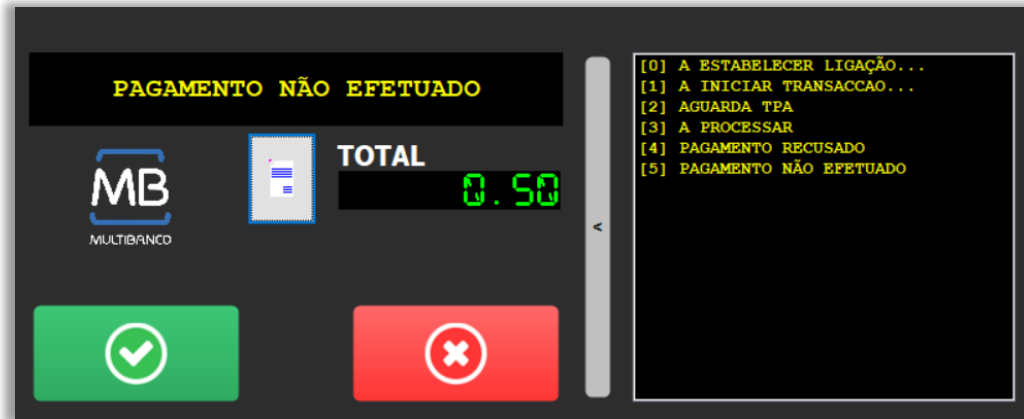 PAGAMENTO NÃO EFETUADO
MB
MULTIBANCO
TOTAL
0.50
<
[0] A ESTABELECER LIGAÇÃO...
[1] A INICIAR TRANSACCAO...
[2] AGUARDA TPA
[3] A PROCESSAR
[4] PAGAMENTO RECUSADO
[5] PAGAMENTO NÃO EFETUADO